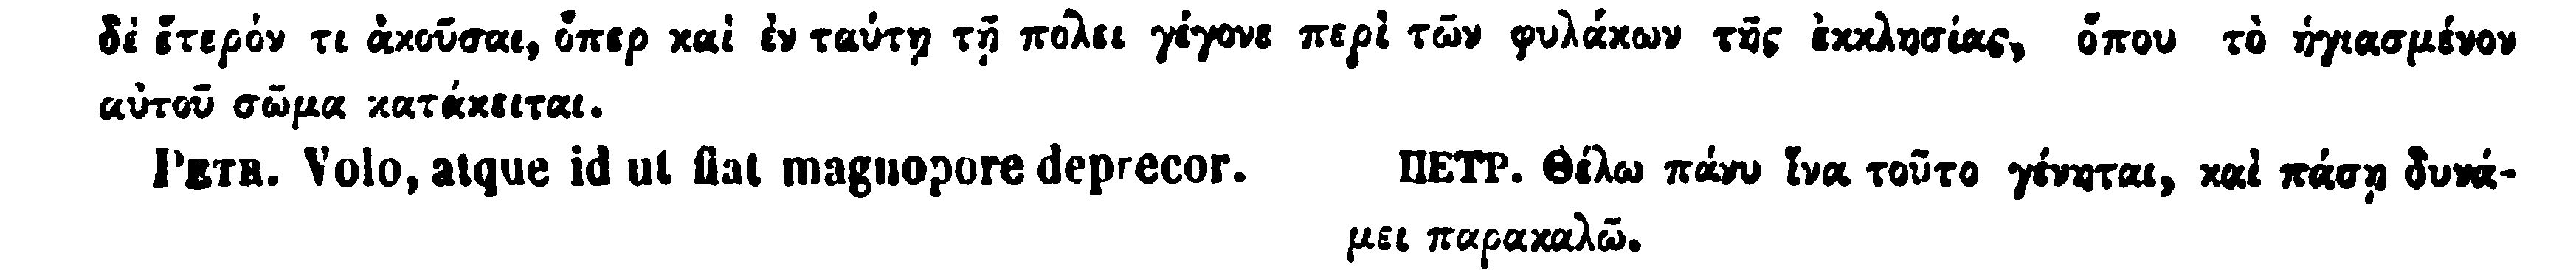 δὲ ἕτερόν τι ἀκοῦσαι, ὅπερ καὶ ἐν ταύτῃ τῇ πόλει γέγονε περὶ τῶν φυλάκων τῆς ἐκκλησίας, ὅπου τὸ ἡγιασμένον
αὐτοῦ σῶμα κατάκειται.
PETR. Volo, atque id ut fiat magnopore deprecor.
ΠΕΤΡ. Θέλω πάνυ ἵνα τοῦτο γένηται, καὶ πάσῃ δυνά-
μει παρακαλῶ.